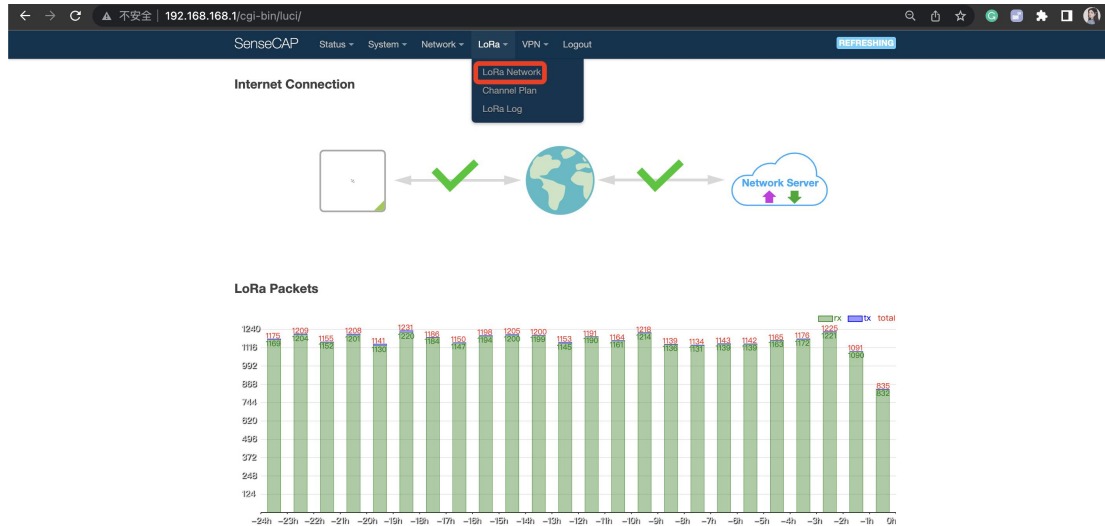 不安全 192.168.168.1/cgi-bin/luci/
SenseCAP Status System Network LoRa VPN Logout REFRESHING
LoRa Network
Channel Plan
LoRa Log
Internet Connection
Network Server
LoRa Packets
rx tx total
1240
1116
992
868
744
620
496
372
248
124
1175 1209 1155 1208 1141 1231 1186 1150 1198 1205 1200 1153 1191 1164 1218 1139 1134 1143 1142 1165 1176 1225 1091 835
1169 1204 1152 1201 1130 1220 1184 1147 1194 1200 1199 1145 1190 1161 1214 1136 1131 1139 1139 1163 1172 1221 1090 832
-24h -23h -22h -21h -20h -19h -18h -17h -16h -15h -14h -13h -12h -11h -10h -9h -8h -7h -6h -5h -4h -3h -2h -1h 0h